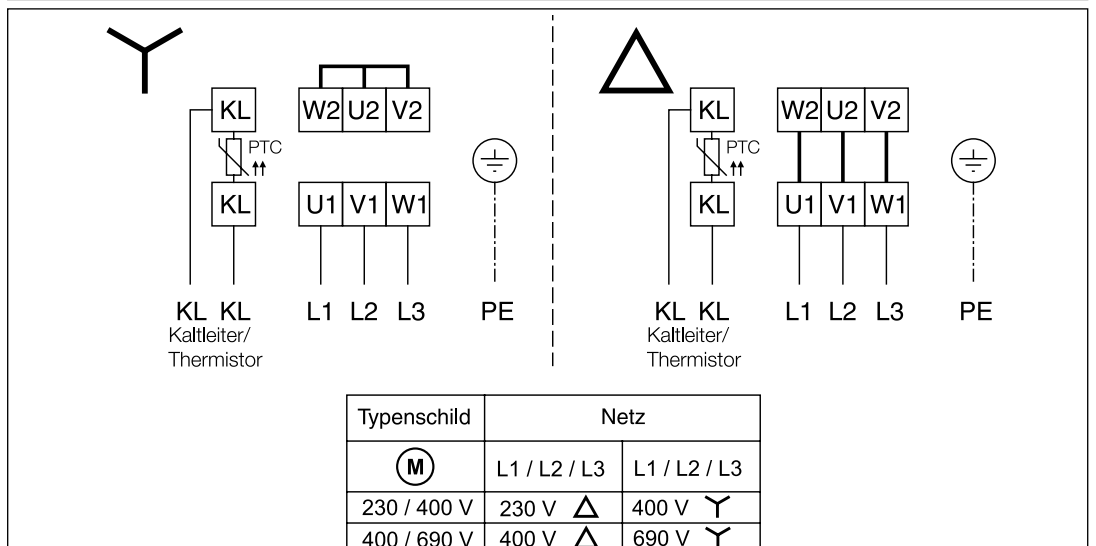 KL W2 U2 V2
PTC
KL U1 V1 W1
KL KL L1 L2 L3 PE
Kaltleiter/
Thermistor
KL W2 U2 V2
PTC
KL U1 V1 W1
KL KL L1 L2 L3 PE
Kaltleiter/
Thermistor
Typenschild Netz
M L1 / L2 / L3 L1 / L2 / L3
230 / 400 V 230 V 400 V
400 / 690 V 400 V 690 V